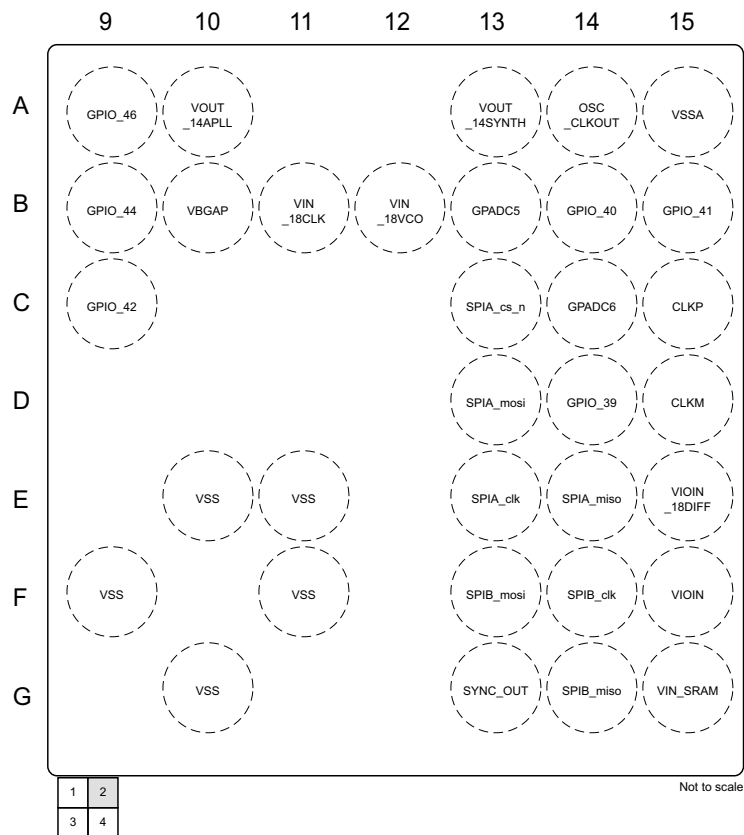 9 10 11 12 13 14 15
A
GPIO_46
VOUT
_14APLL
VOUT
_14SYNTH
OSC
_CLKOUT
VSSA
B
GPIO_44
VBGAP
VIN
_18CLK
VIN
_18VCO
GPADC5
GPIO_40
GPIO_41
C
GPIO_42
SPIA_cs_n
GPADC6
CLKP
D
SPIA_mosi
GPIO_39
CLKM
E
VSS
VSS
SPIA_clk
SPIA_miso
VIOIN
_18DIFF
F
VSS
VSS
SPIB_mosi
SPIB_clk
VIOIN
G
VSS
SYNC_OUT
SPIB_miso
VIN_SRAM
Not to scale
1 2
3 4